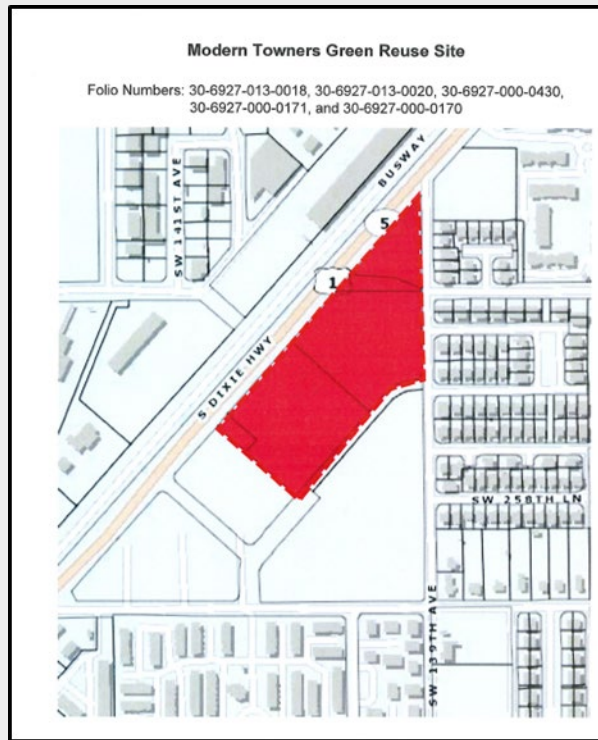 Modern Towners Green Reuse Site
Folio Numbers: 30-6927-013-0018, 30-6927-013-0020, 30-6927-000-0430,
30-6927-000-0171, and 30-6927-000-0170
BUSWAY
SW 141ST AVE
5
1
S DIXIE HWY
SW 258TH LN
SW 139TH AVE